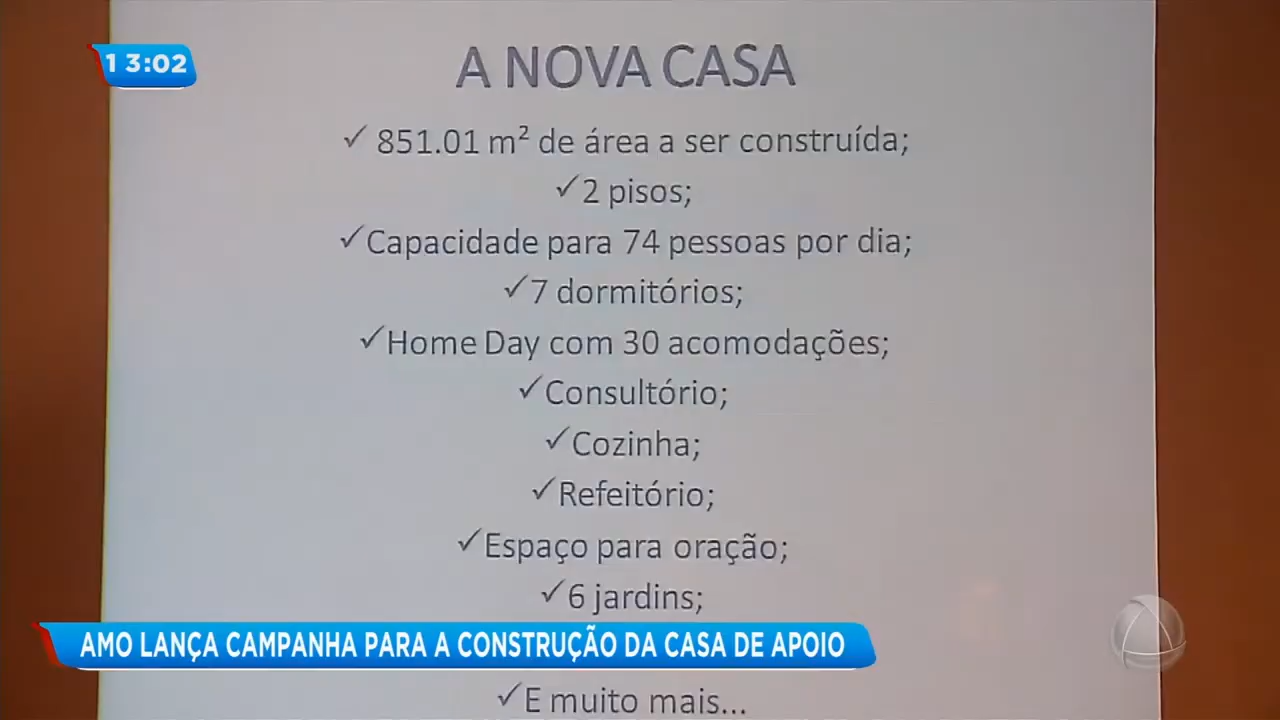 13:02
A NOVA CASA
✓ 851.01 m² de área a ser construída;
✓2 pisos;
✓Capacidade para 74 pessoas por dia;
✓7 dormitórios;
✓Home Day com 30 acomodações;
✓Consultório;
✓Cozinha;
✓Refeitório;
✓Espaço para oração;
✓6 jardins;
AMO LANÇA CAMPANHA PARA A CONSTRUÇÃO DA CASA DE APOIO
✓E muito mais...